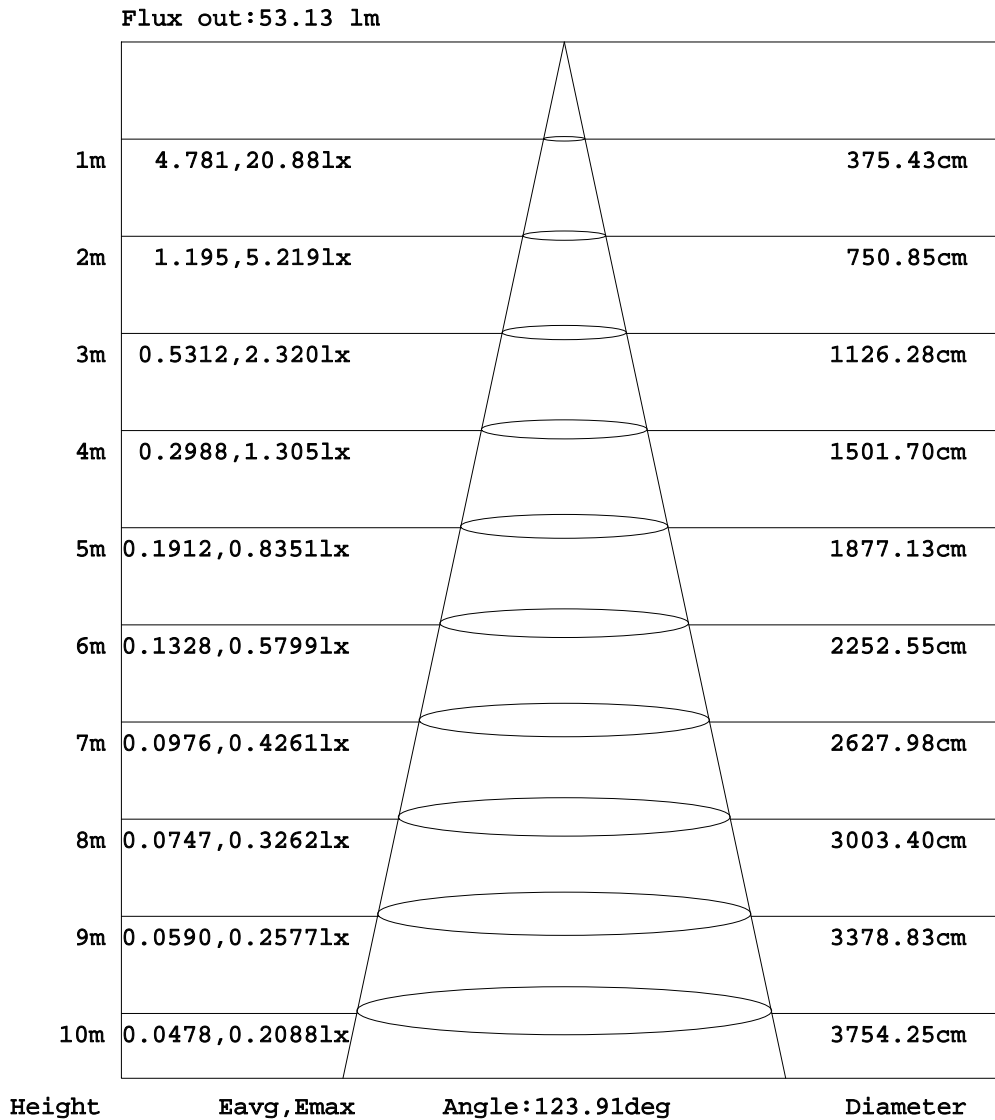 Flux out:53.13 lm
1m 4.781,20.88lx 375.43cm
2m 1.195,5.219lx 750.85cm
3m 0.5312,2.320lx 1126.28cm
4m 0.2988,1.305lx 1501.70cm
5m 0.1912,0.8351lx 1877.13cm
6m 0.1328,0.5799lx 2252.55cm
7m 0.0976,0.4261lx 2627.98cm
8m 0.0747,0.3262lx 3003.40cm
9m 0.0590,0.2577lx 3378.83cm
10m 0.0478,0.2088lx 3754.25cm
Height Eavg,Emax Angle:123.91deg Diameter